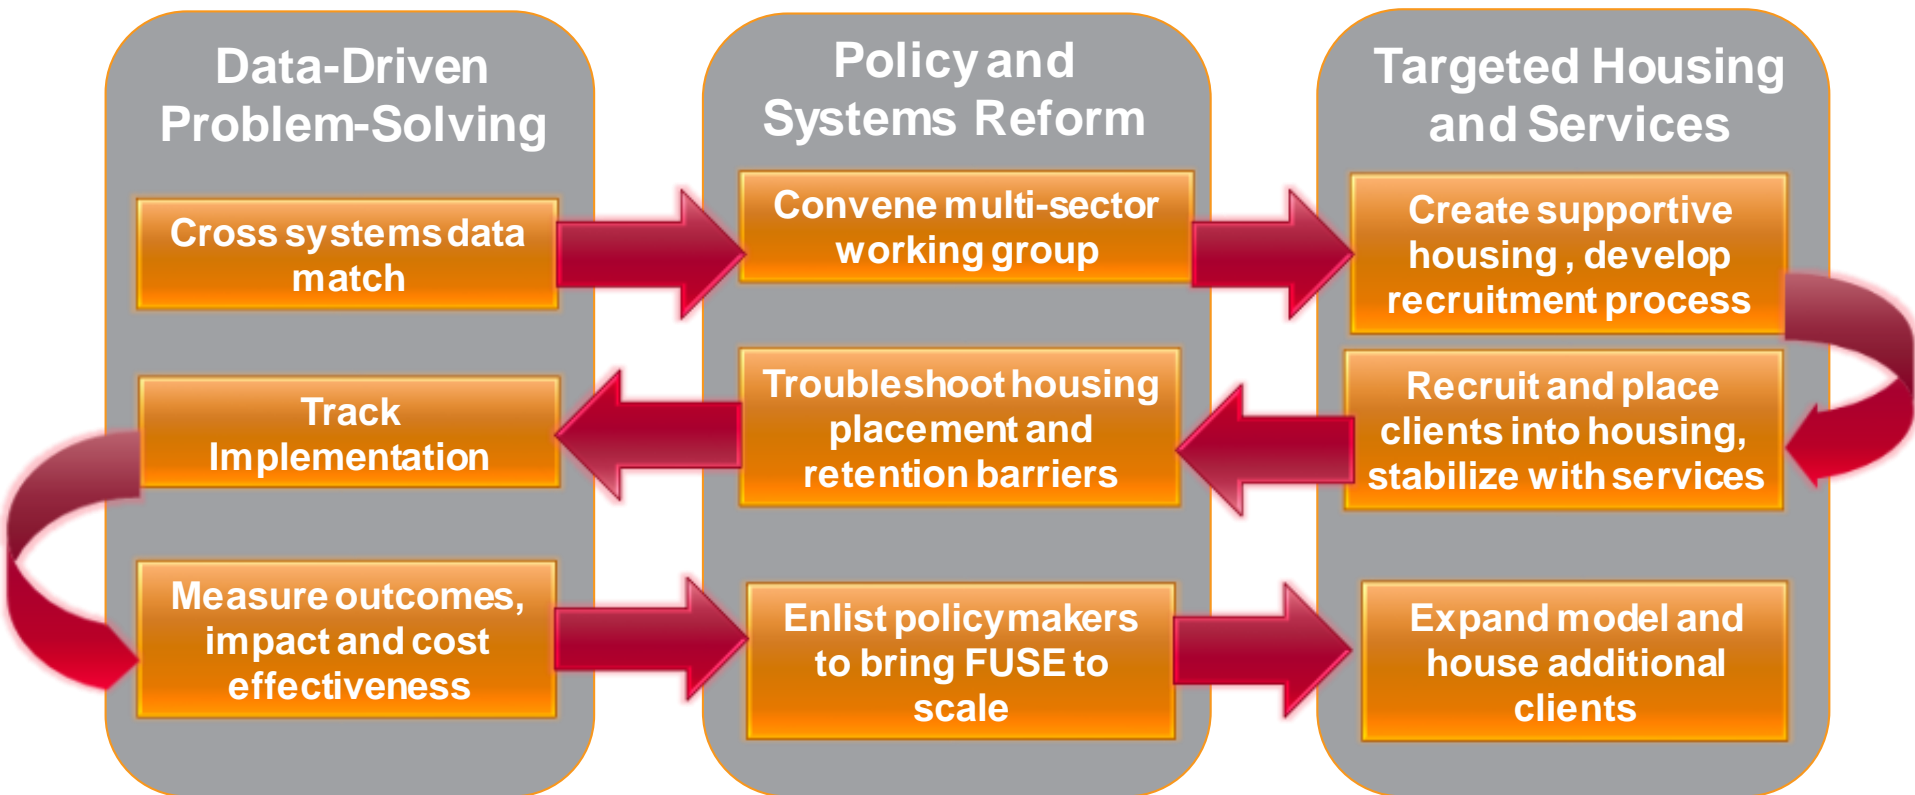 Data-Driven
Problem-Solving
Cross systems data
match
Track
Implementation
Measure outcomes,
impact and cost
effectiveness
Policy and
Systems Reform
Convene multi-sector
working group
Troubleshoot housing
placement and
retention barriers
Enlist policymakers
to bring FUSE to
scale
Targeted Housing
and Services
Create supportive
housing , develop
recruitment process
Recruit and place
clients into housing,
stabilize with services
Expand model and
house additional
clients